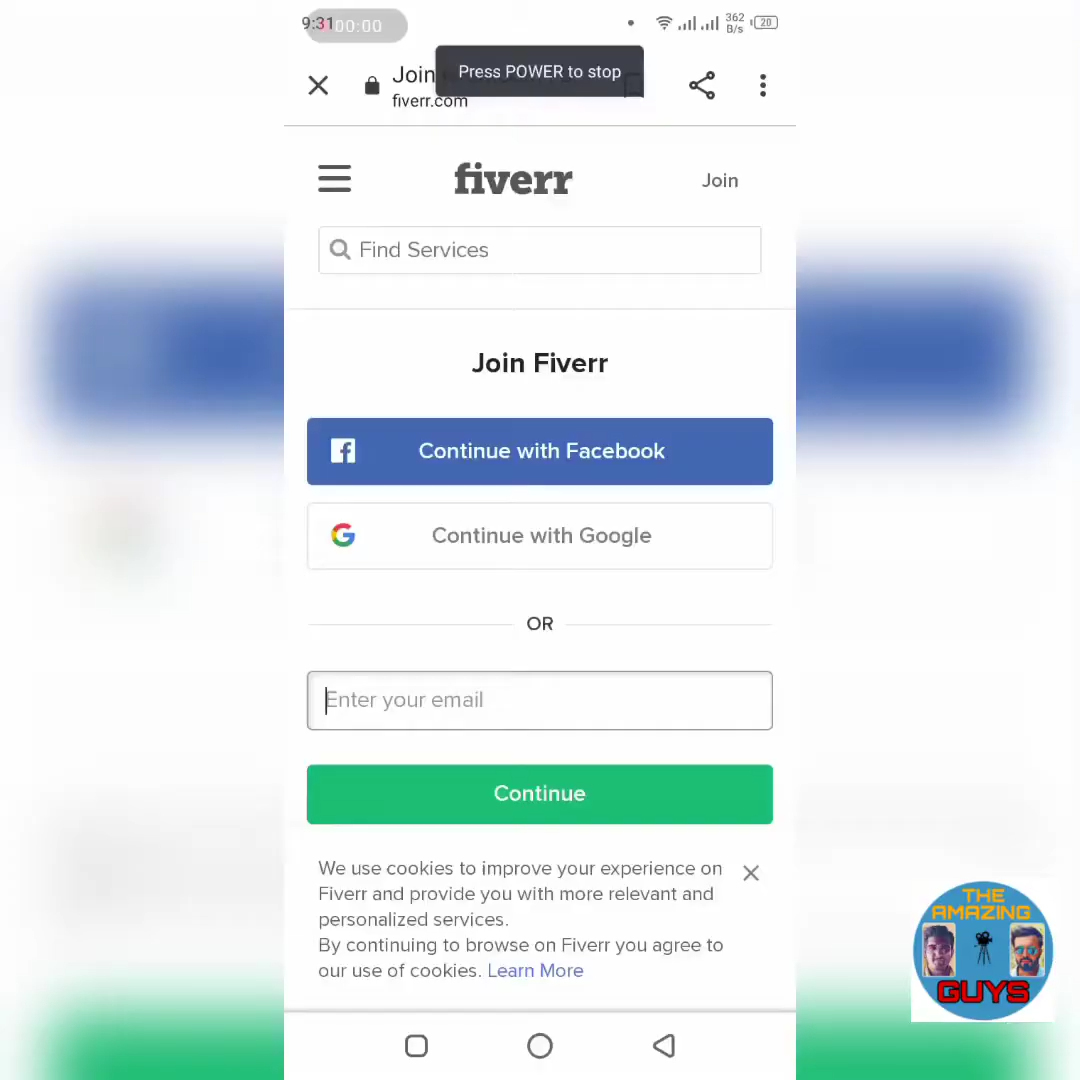 9:31
00:00
362
B/s
20
Press POWER to stop
Join
fiverr.com
fiverr
Join
Find Services
Join Fiverr
Continue with Facebook
Continue with Google
OR
Enter your email
Continue
We use cookies to improve your experience on
Fiverr and provide you with more relevant and
personalized services.
By continuing to browse on Fiverr you agree to
our use of cookies. Learn More
THE
AMAZING
GUYS